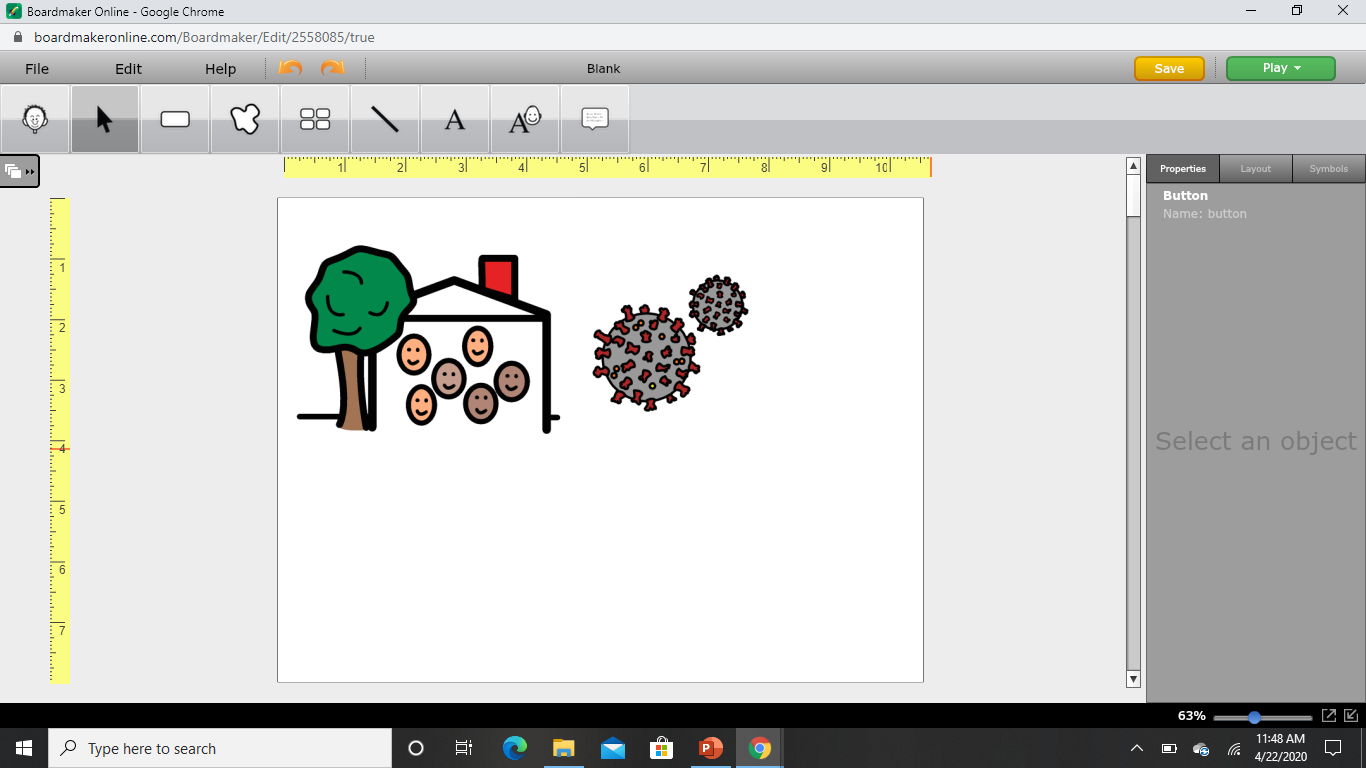 Boardmaker Online - Google Chrome
boardmakeronline.com/Boardmaker/Edit/2558085/true
File Edit Help Blank Save Play
A A
1 2 3 4 5 6 7 8 9 10
Properties Layout Symbols
Button
Name: button
1
2
3
4
5
6
7
Select an object
63%
Type here to search
11:48 AM
4/22/2020